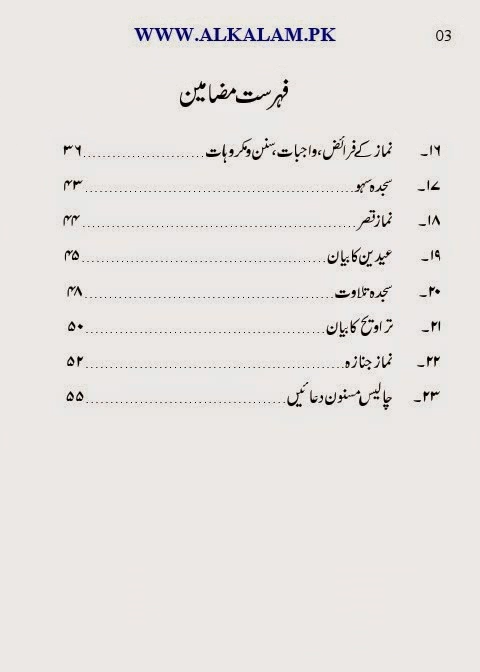 WWW.ALKALAM.PK 03
فہرست مضامین
۱۶۔ نماز کے فرائض، واجبات، سنن و مکروہات ........................ ۳۶
۱۷۔ سجدہ سہو ........................ ۴۳
۱۸۔ نماز قصر ........................ ۴۴
۱۹۔ عیدین کا بیان ........................ ۴۵
۲۰۔ سجدہ تلاوت ........................ ۴۸
۲۱۔ تراویح کا بیان ........................ ۵۰
۲۲۔ نماز جنازہ ........................ ۵۲
۲۳۔ چالیس مسنون دعائیں ........................ ۵۵